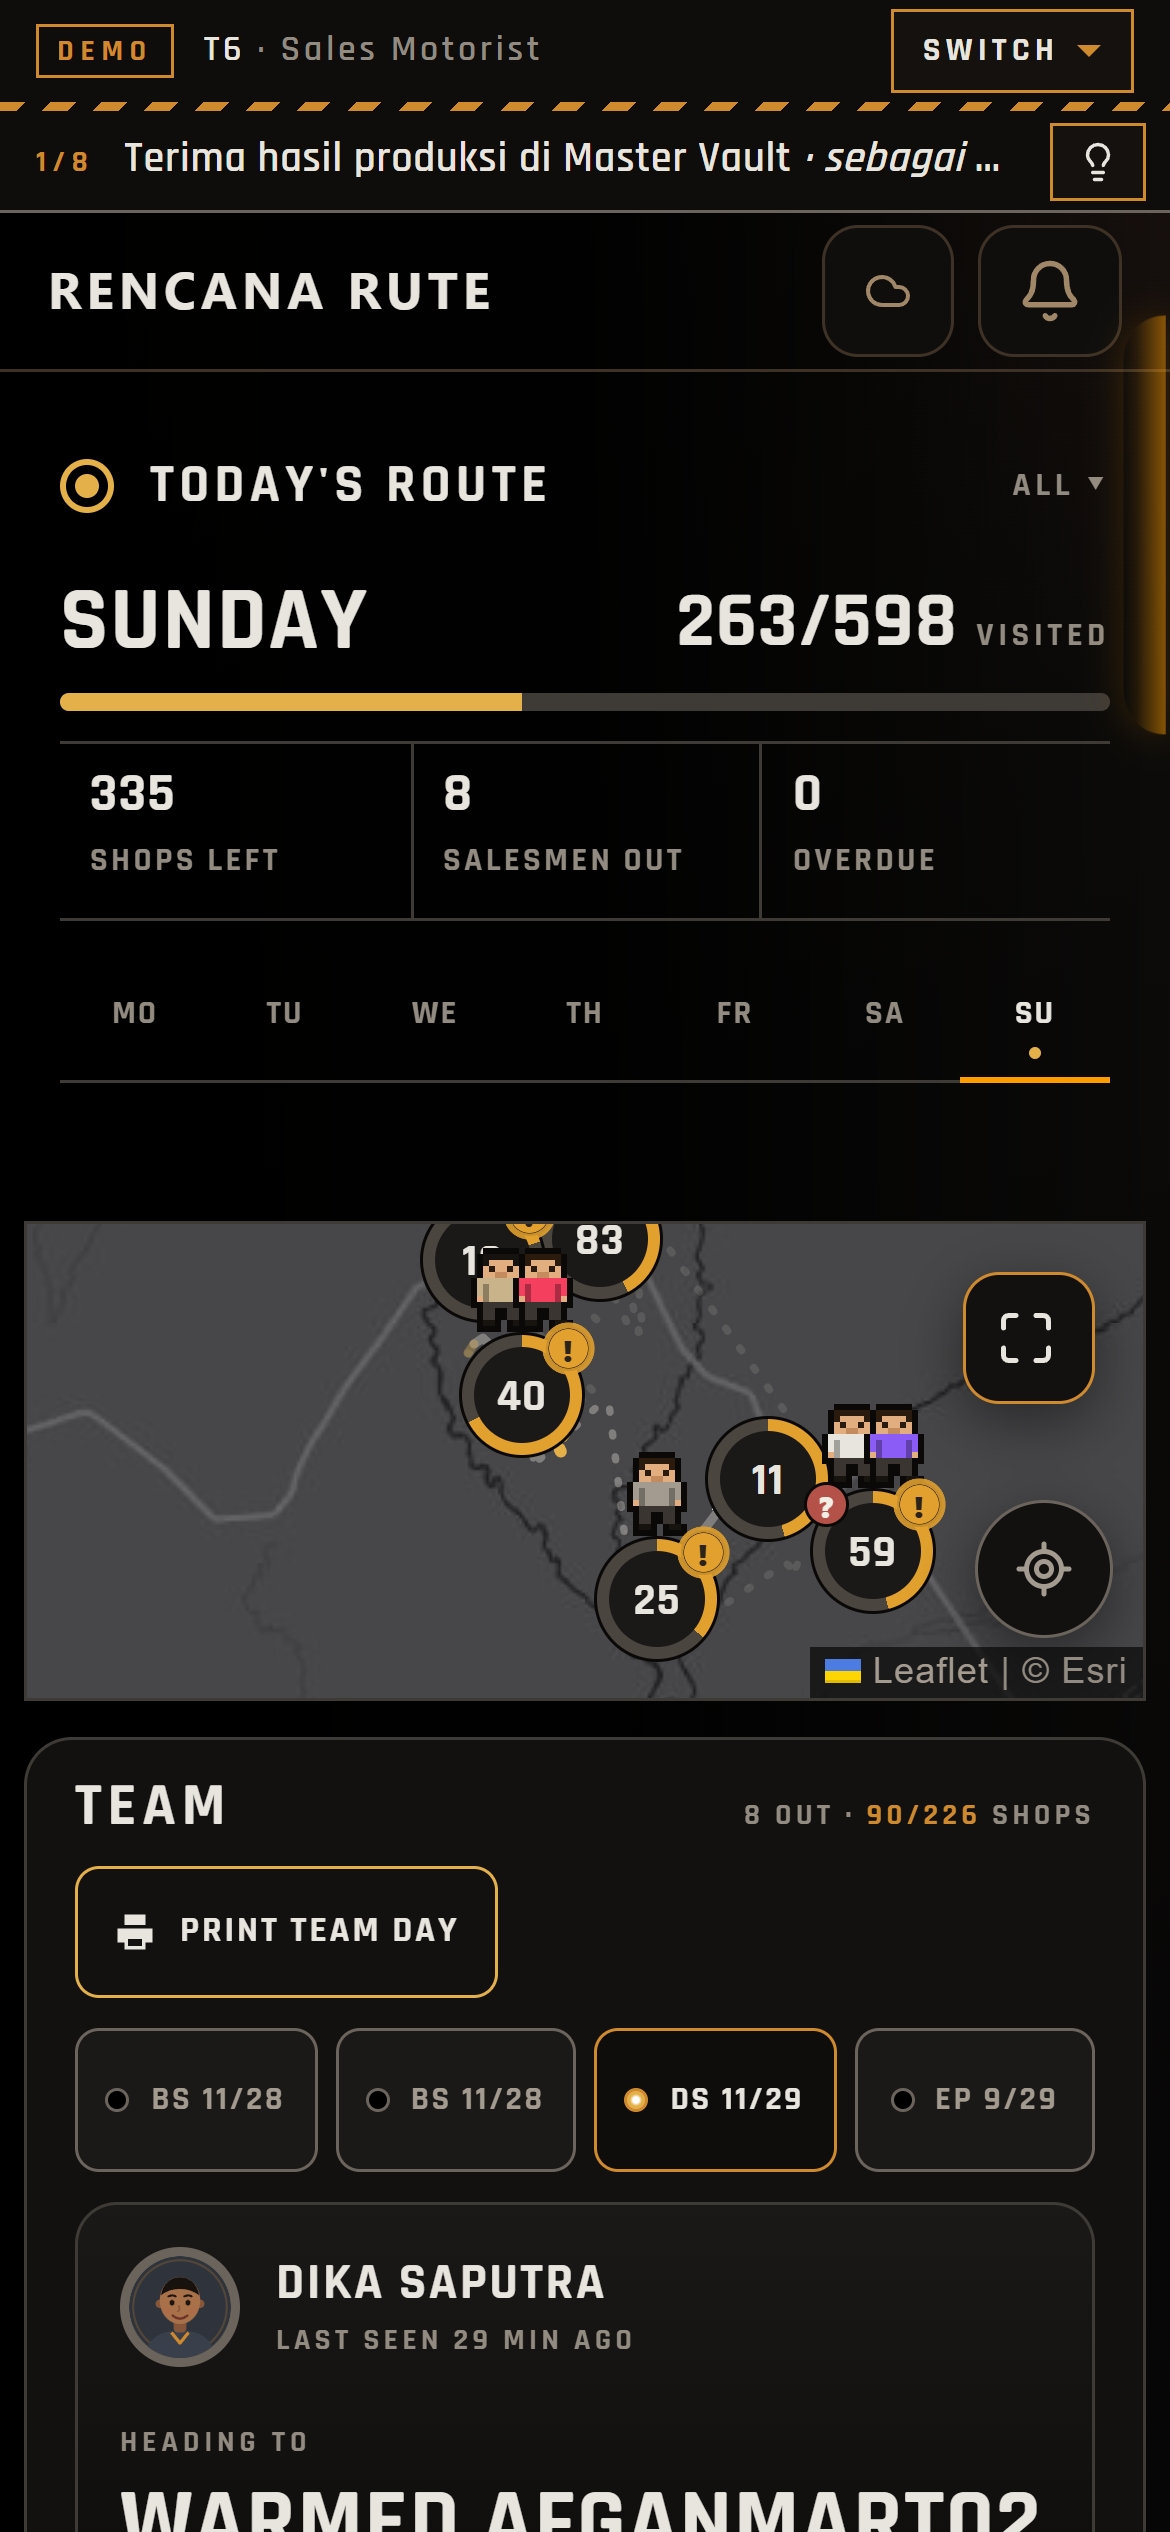 DEMO T6 · Sales Motorist SWITCH
1/8 Terima hasil produksi di Master Vault · sebagai ...
RENCANA RUTE
TODAY'S ROUTE ALL
SUNDAY 263/598 VISITED
335 8 0
SHOPS LEFT SALESMEN OUT OVERDUE
MO TU WE TH FR SA SU
83
40 !
11 ? !
59
25 !
Leaflet | © Esri
TEAM 8 OUT · 90/226 SHOPS
PRINT TEAM DAY
BS 11/28 BS 11/28 DS 11/29 EP 9/29
DIKA SAPUTRA
LAST SEEN 29 MIN AGO
HEADING TO
WARMED AFGANMART02